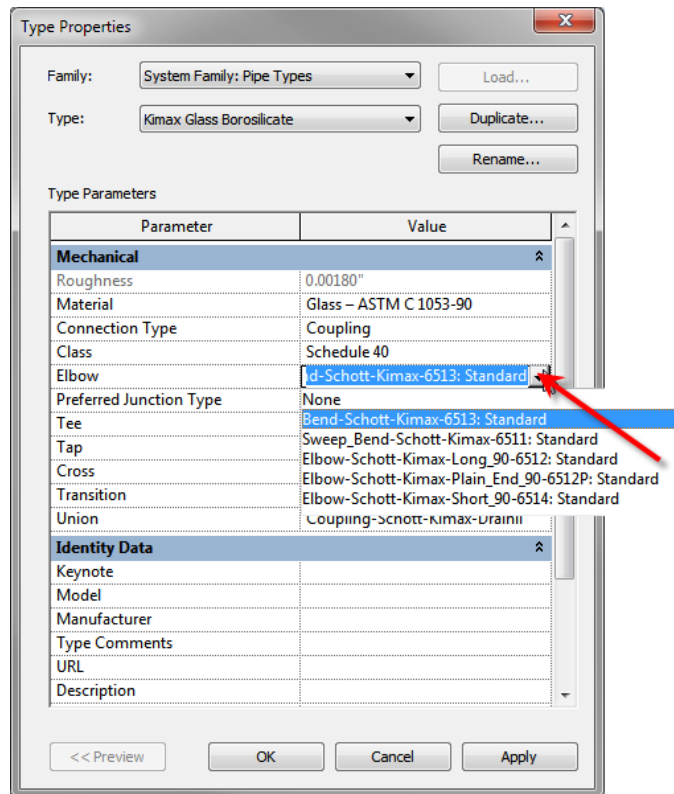 Type Properties
Family: System Family: Pipe Types Load...
Type: Kimax Glass Borosilicate Duplicate...
Rename...
Type Parameters
Parameter Value
Mechanical
Roughness 0.00180"
Material Glass – ASTM C 1053-90
Connection Type Coupling
Class Schedule 40
Elbow d-Schott-Kimax-6513: Standard
Preferred Junction Type None
Tee Bend-Schott-Kimax-6513: Standard
Tap Sweep_Bend-Schott-Kimax-6511: Standard
Cross Elbow-Schott-Kimax-Long_90-6512: Standard
Elbow-Schott-Kimax-Plain_End_90-6512P: Standard
Transition Elbow-Schott-Kimax-Short_90-6514: Standard
Union Coupling-Schott-Kimax-Drainli
Identity Data
Keynote
Model
Manufacturer
Type Comments
URL
Description
<< Preview OK Cancel Apply